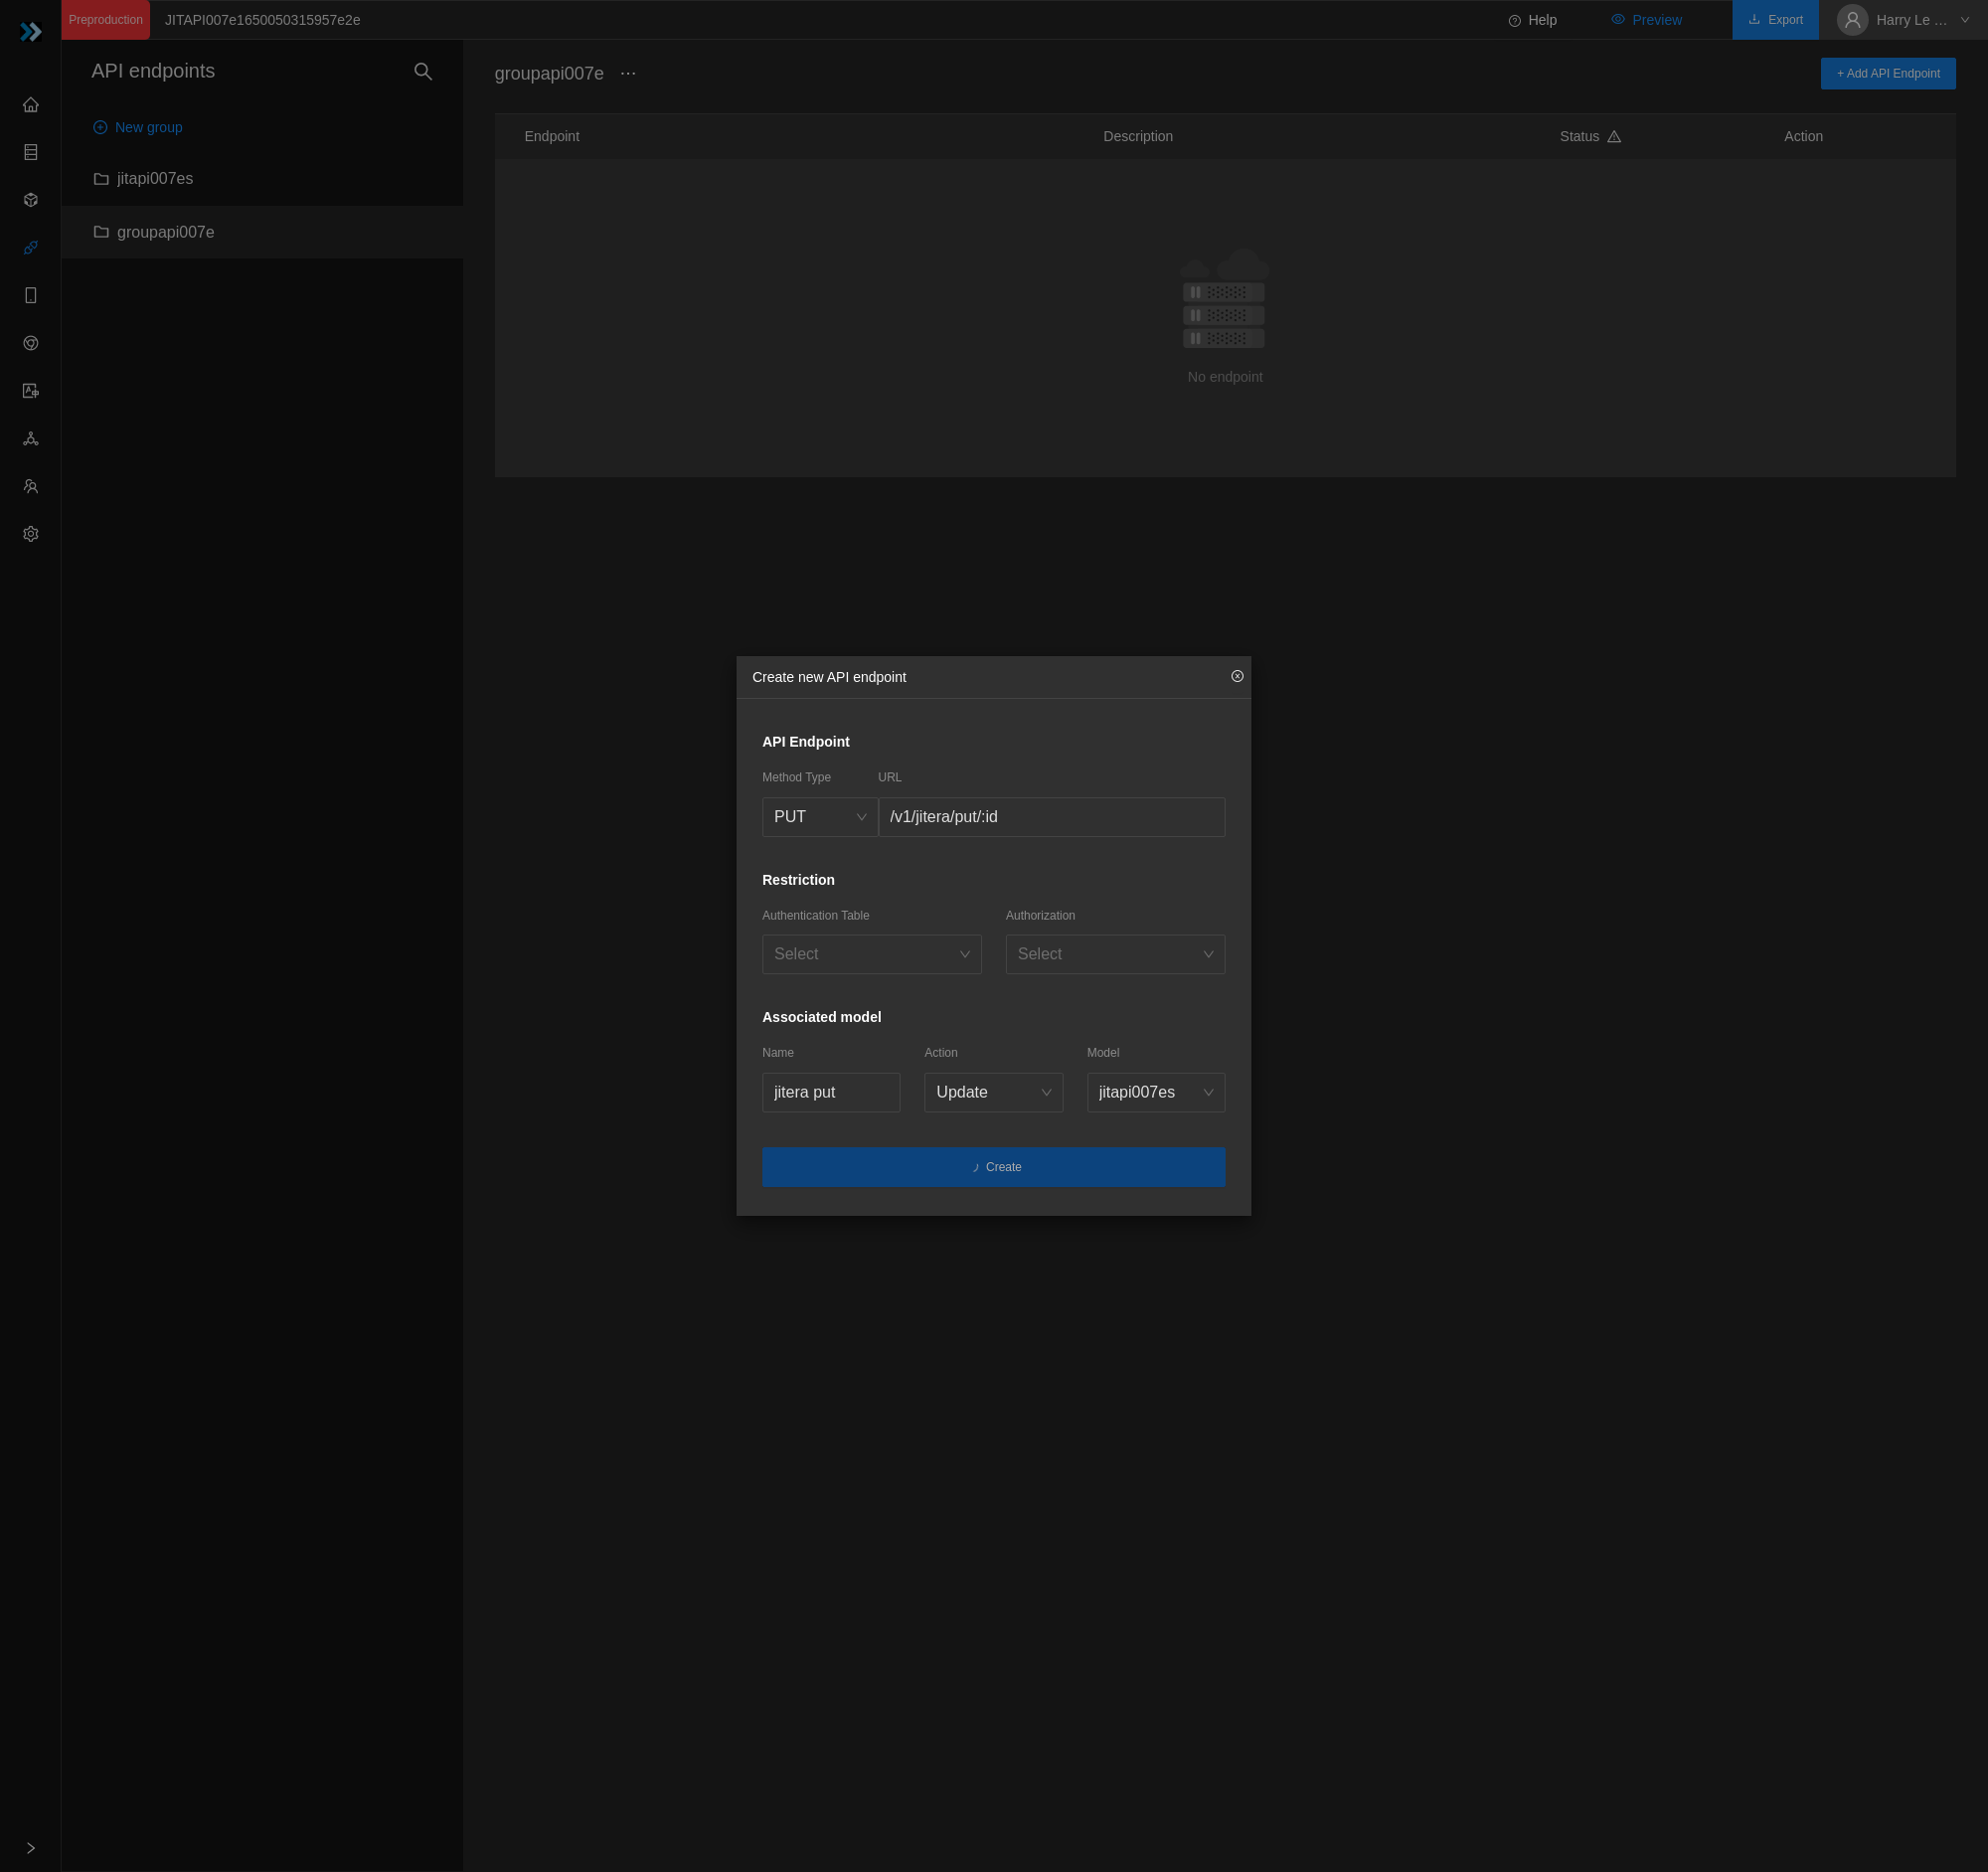 Preproduction
JITAPI007e1650050315957e2e
Help
Preview
Export
Harry Le ...
API endpoints
New group
jitapi007es
groupapi007e
groupapi007e ...
+ Add API Endpoint
Endpoint Description Status Action
No endpoint
Create new API endpoint
API Endpoint
Method Type URL
PUT /v1/jitera/put/:id
Restriction
Authentication Table Authorization
Select Select
Associated model
Name Action Model
jitera put Update jitapi007es
Create